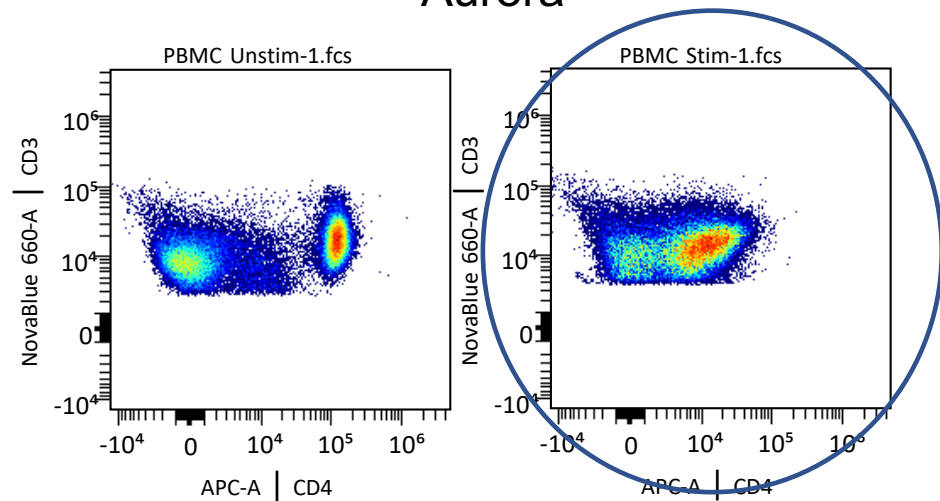 Aurora
PBMC Unstim-1.fcs
NovaBlue 660-A | CD3
10⁶
10⁵
10⁴
0
-10⁴
-10⁴ 0 10⁴ 10⁵ 10⁶
APC-A | CD4
PBMC Stim-1.fcs
NovaBlue 660-A | CD3
10⁶
10⁵
10⁴
0
-10⁴
-10⁴ 0 10⁴ 10⁵ 10⁶
APC-A | CD4